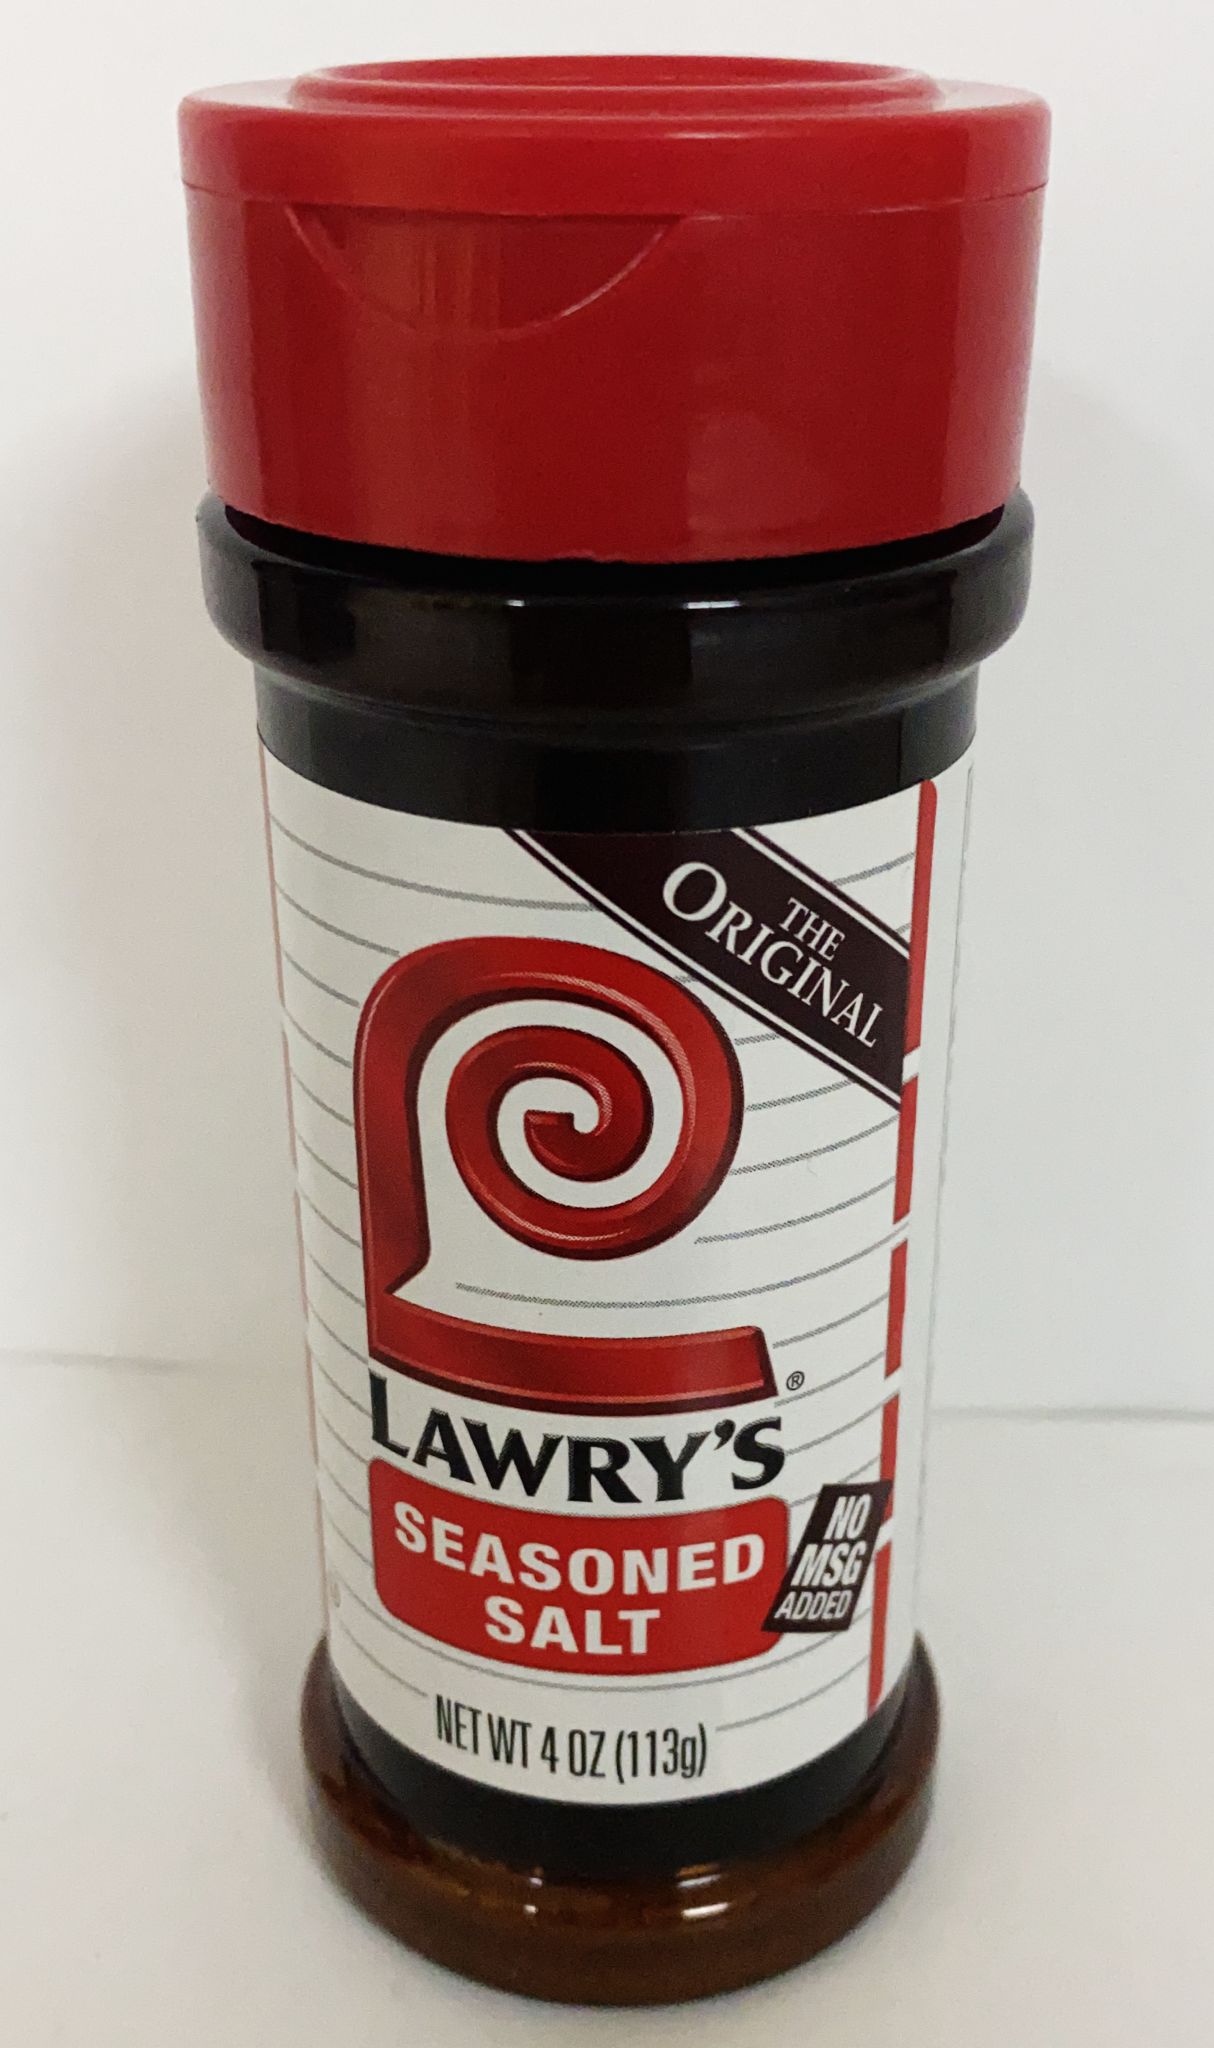 THE
ORIGINAL
®
LAWRY'S
SEASONED
SALT
NO
MSG
ADDED
NET WT 4 OZ (113g)